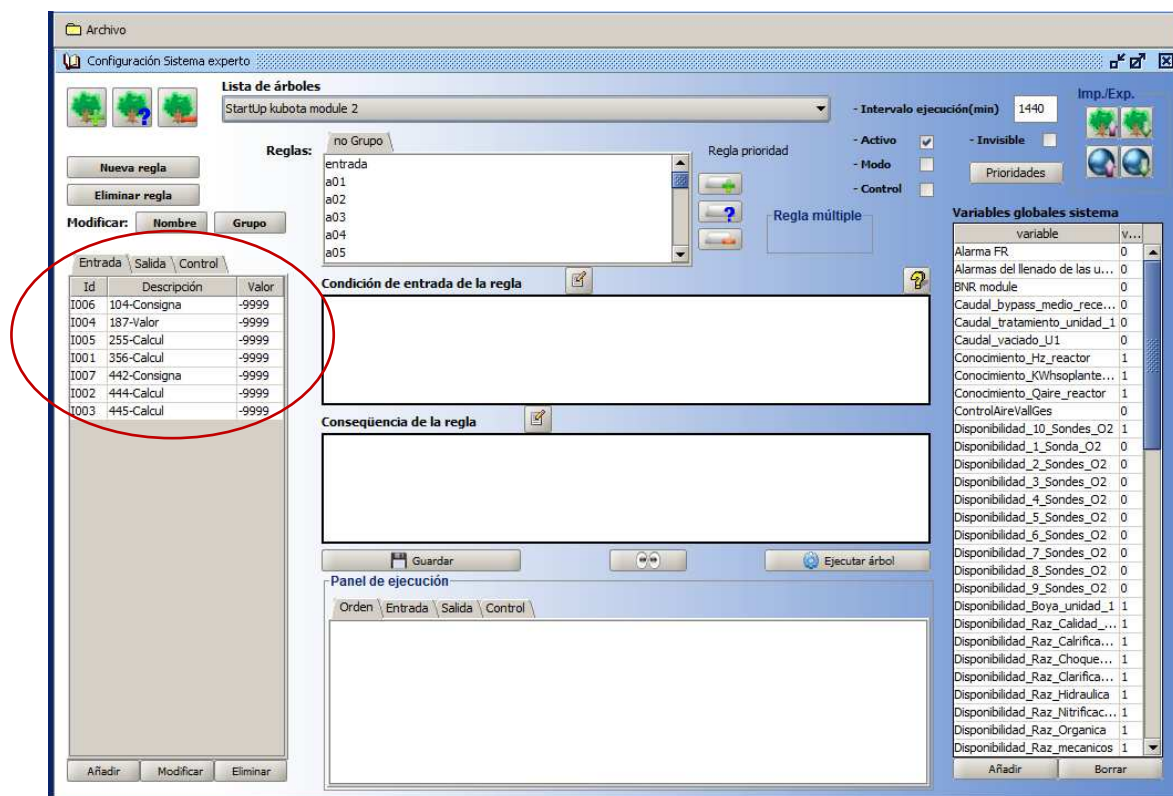 Archivo
Configuración Sistema experto
Lista de árboles
StartUp kubota module 2
- Intervalo ejecución(min) 1440
Imp./Exp.
- Activo
- Invisible
- Modo
- Control
Prioridades
Reglas:
no Grupo
entrada
a01
a02
a03
a04
a05
Regla prioridad
Regla múltiple
Nueva regla
Eliminar regla
Modificar: Nombre Grupo
Entrada Salida Control
Id Descripción Valor
I006 104-Consigna -9999
I004 187-Valor -9999
I005 255-Calcul -9999
I001 356-Calcul -9999
I007 442-Consigna -9999
I002 444-Calcul -9999
I003 445-Calcul -9999
Añadir Modificar Eliminar
Condición de entrada de la regla
Conseqüencia de la regla
Guardar
Ejecutar árbol
Panel de ejecución
Orden Entrada Salida Control
Variables globales sistema
variable v...
Alarma FR 0
Alarmas del llenado de las u... 0
BNR module 0
Caudal_bypass_medio_rece... 0
Caudal_tratamiento_unidad_1 0
Caudal_vaciado_U1 0
Conocimiento_Hz_reactor 1
Conocimiento_KWhsoplante... 1
Conocimiento_Qaire_reactor 1
ControlAireVallGes 0
Disponibilidad_10_Sondes_O2 1
Disponibilidad_1_Sonda_O2 0
Disponibilidad_2_Sondes_O2 0
Disponibilidad_3_Sondes_O2 0
Disponibilidad_4_Sondes_O2 0
Disponibilidad_5_Sondes_O2 0
Disponibilidad_6_Sondes_O2 0
Disponibilidad_7_Sondes_O2 0
Disponibilidad_8_Sondes_O2 0
Disponibilidad_9_Sondes_O2 0
Disponibilidad_Boya_unidad_1 1
Disponibilidad_Raz_Calidad_... 1
Disponibilidad_Raz_Calrifica... 1
Disponibilidad_Raz_Choque... 1
Disponibilidad_Raz_Clarifica... 1
Disponibilidad_Raz_Hidraulica 1
Disponibilidad_Raz_Nitrificac... 1
Disponibilidad_Raz_Organica 1
Disponibilidad_Raz_mecanicos 1
Añadir Borrar